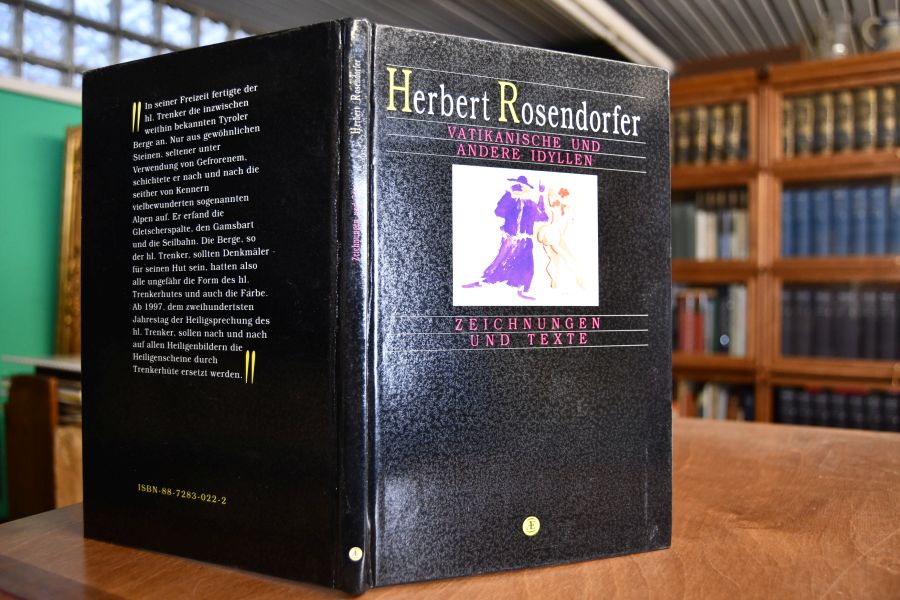 " In seiner Freizeit fertigte der
hl. Trenker die inzwischen
weithin bekannten Tyroler
Berge an. Nur aus gewöhnlichen
Steinen, seltener unter
Verwendung von Gefrorenem,
schichtete er nach und nach die
seither von Kennern
vielbewunderten sogenannten
Alpen auf. Er erfand die
Gletscherspalte, den Gamsbart
und die Seilbahn. Die Berge, so
der hl. Trenker, sollten Denkmäler -
für seinen Hut sein, hatten also
alle ungefähr die Form des hl.
Trenkerhutes und auch die Farbe.
Ab 1997, dem zweihundertsten
Jahrestag der Heiligsprechung des
hl. Trenker, sollen nach und nach
auf allen Heiligenbildern die
Heiligenscheine durch
Trenkerhüte ersetzt werden. "
ISBN-88-7283-022-2
Herbert Rosendorfer
Zeichnungen und
Herbert Rosendorfer
VATIKANISCHE UND
ANDERE IDYLLEN
ZEICHNUNGEN
UND TEXTE